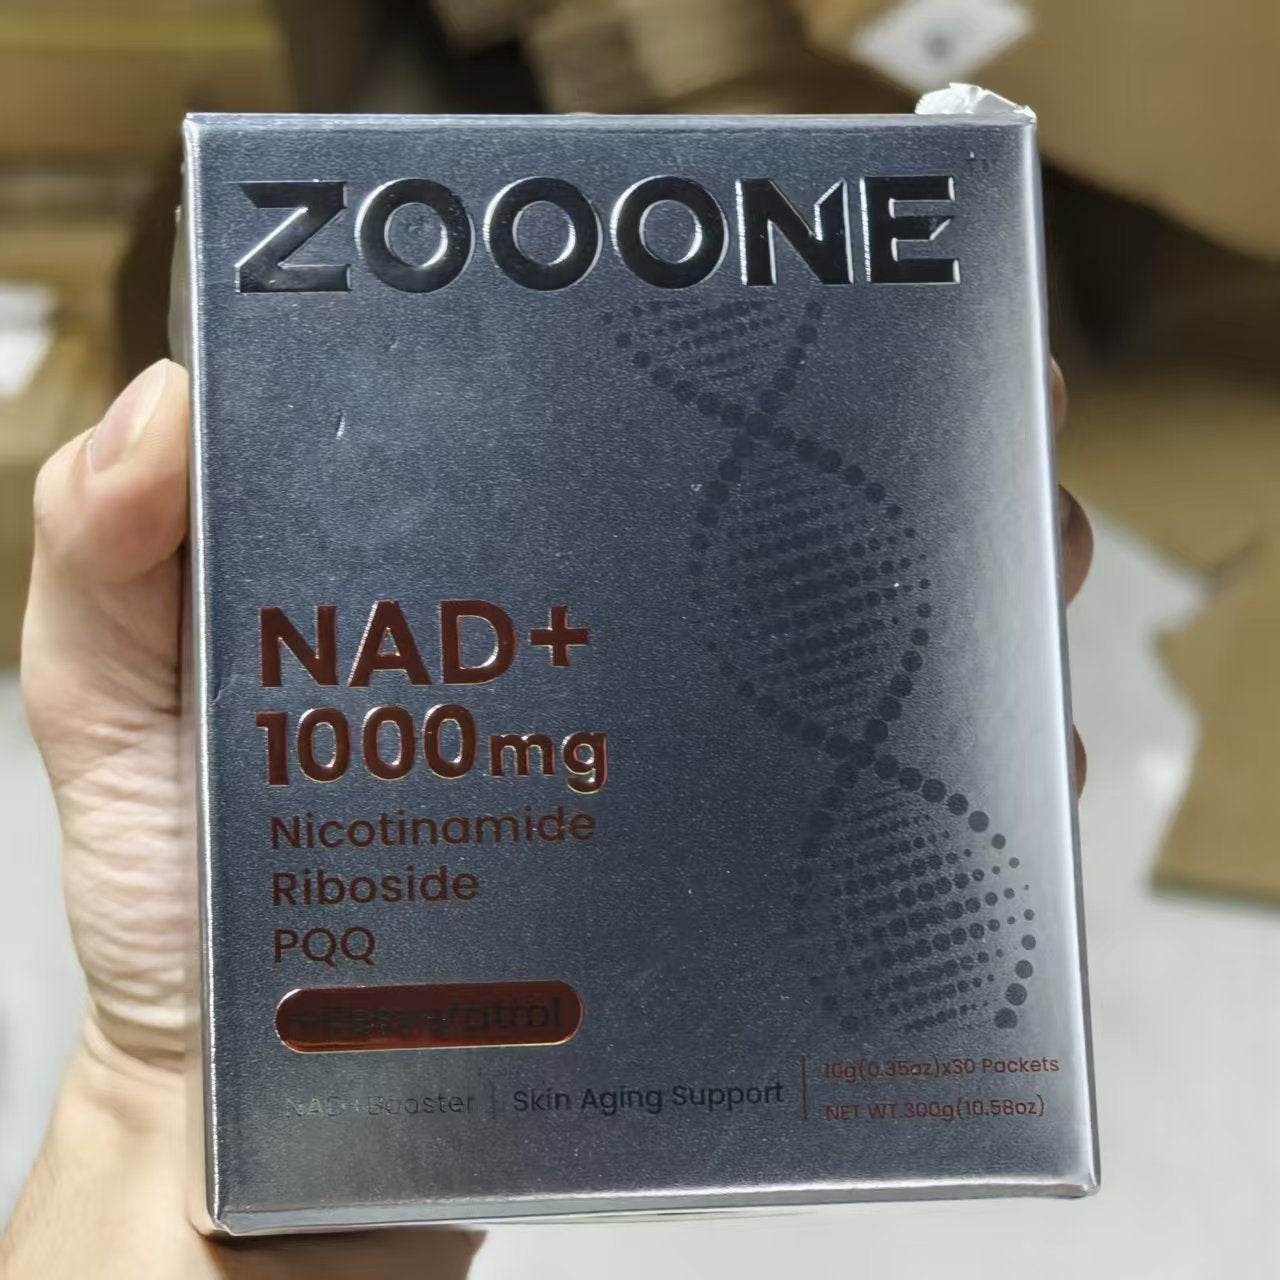 ZOOONE
NAD+
1000mg
Nicotinamide
Riboside
PQQ
+Resveratrol
NAD+ Booster | Skin Aging Support
10g(0.35oz)x30 Packets
NET WT.300g(10.58oz)